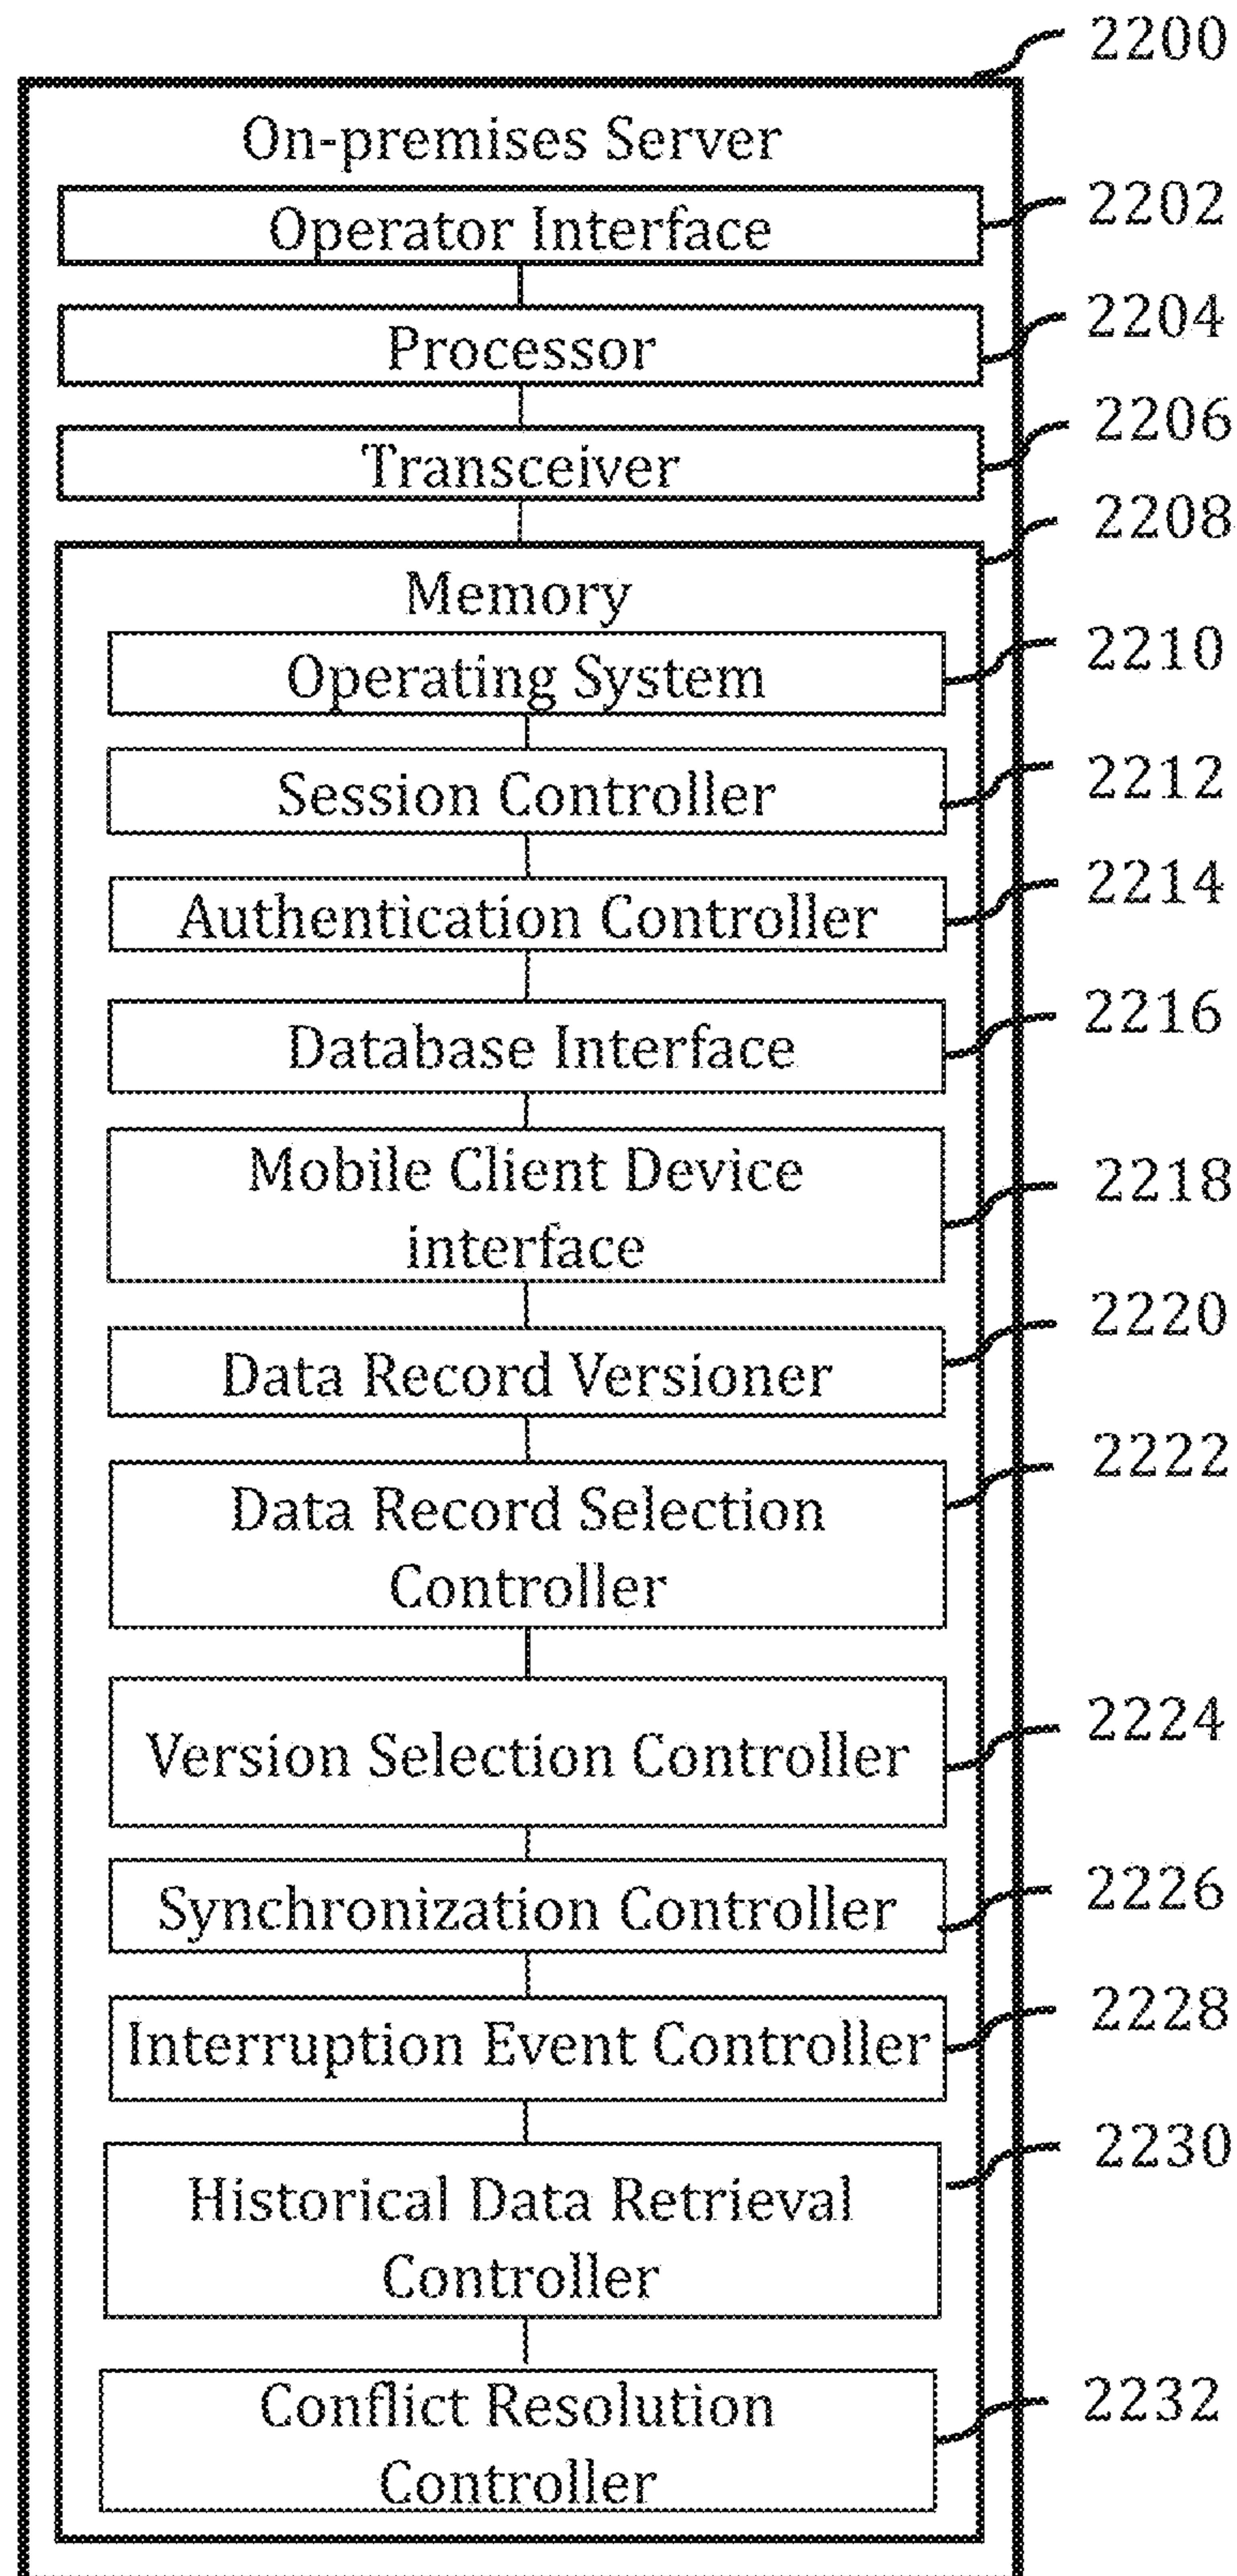 2200
On-premises Server
Operator Interface
2202
Processor
2204
Transceiver
2206
2208
Memory
Operating System
2210
Session Controller
2212
Authentication Controller
2214
Database Interface
2216
Mobile Client Device
interface
2218
Data Record Versioner
2220
Data Record Selection
Controller
2222
Version Selection Controller
2224
Synchronization Controller
2226
Interruption Event Controller
2228
Historical Data Retrieval
Controller
2230
Conflict Resolution
Controller
2232